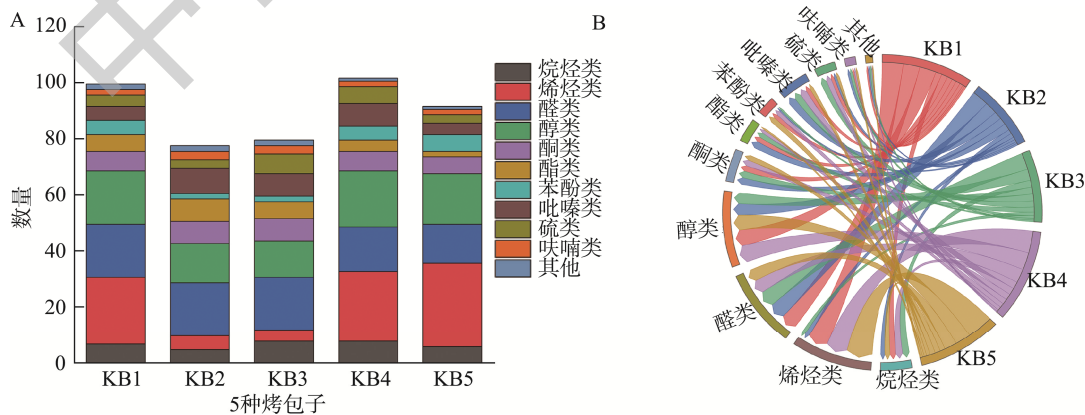 A
120
100
80
60
40
20
0
数量
KB1 KB2 KB3 KB4 KB5
5种烤包子
烷烃类
烯烃类
醛类
醇类
酮类
酯类
苯酚类
吡嗪类
硫类
呋喃类
其他
B
KB1
KB2
KB3
KB4
KB5
烷烃类
烯烃类
醛类
醇类
酮类
酯类
苯酚类
吡嗪类
硫类
呋喃类
其他